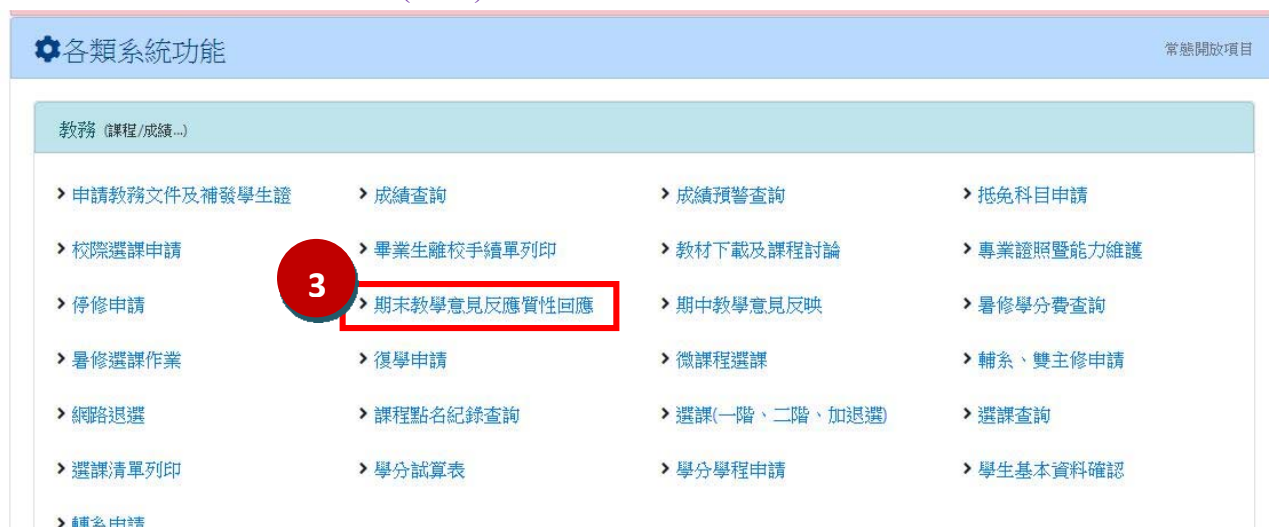 各類系統功能 常態開放項目
教務 (課程/成績...)
申請教務文件及補發學生證 成績查詢 成績預警查詢 抵免科目申請
校際選課申請 畢業生離校手續單列印 教材下載及課程討論 專業證照暨能力維護
3
停修申請 期末教學意見反應質性回應 期中教學意見反映 暑修學分費查詢
暑修選課作業 復學申請 微課程選課 輔系、雙主修申請
網路退選 課程點名紀錄查詢 選課(一階、二階、加退選) 選課查詢
選課清單列印 學分試算表 學分學程申請 學生基本資料確認
轉系申請